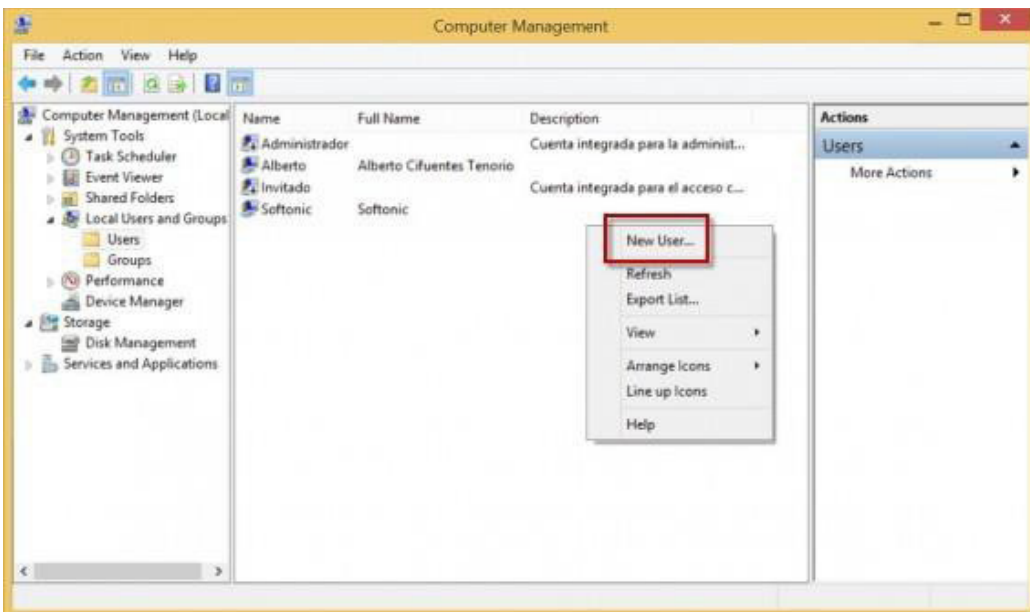 Computer Management
File Action View Help
Computer Management (Local
System Tools
Task Scheduler
Event Viewer
Shared Folders
Local Users and Groups
Users
Groups
Performance
Device Manager
Storage
Disk Management
Services and Applications
Name Full Name Description
Administrador Cuenta integrada para la administ...
Alberto Alberto Cifuentes Tenorio
Invitado Cuenta integrada para el acceso c...
Softonic Softonic
New User...
Refresh
Export List...
View
Arrange Icons
Line up Icons
Help
Actions
Users
More Actions